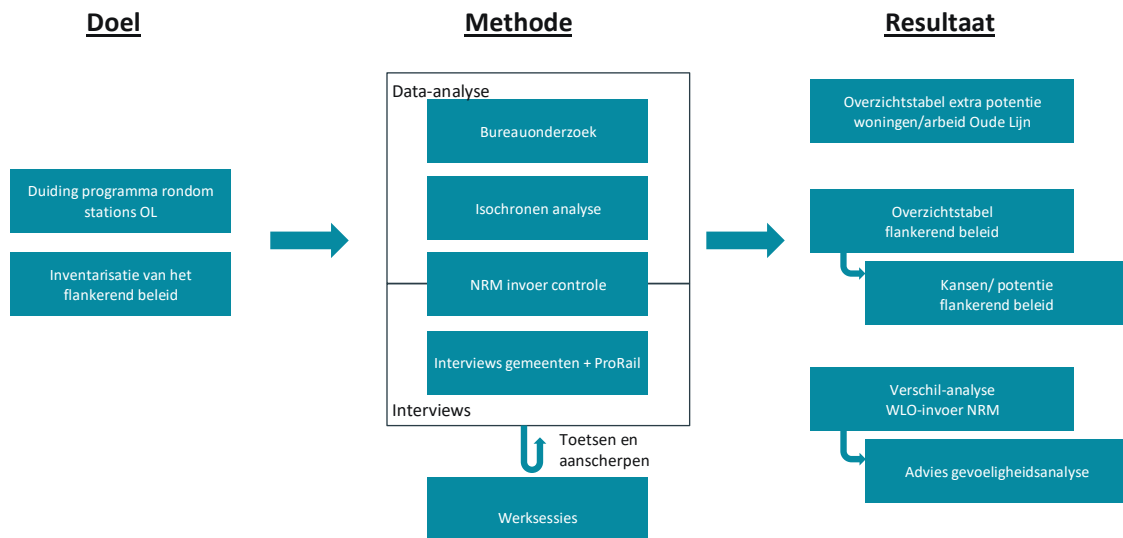 Doel
Duiding programma rondom
stations OL
Inventarisatie van het
flankerend beleid
Methode
Data-analyse
Bureauonderzoek
Isochronen analyse
NRM invoer controle
Interviews gemeenten + ProRail
Interviews
Toetsen en
aanscherpen
Werksessies
Resultaat
Overzichtstabel extra potentie
woningen/arbeid Oude Lijn
Overzichtstabel
flankerend beleid
Kansen/ potentie
flankerend beleid
Verschil-analyse
WLO-invoer NRM
Advies gevoeligheidsanalyse